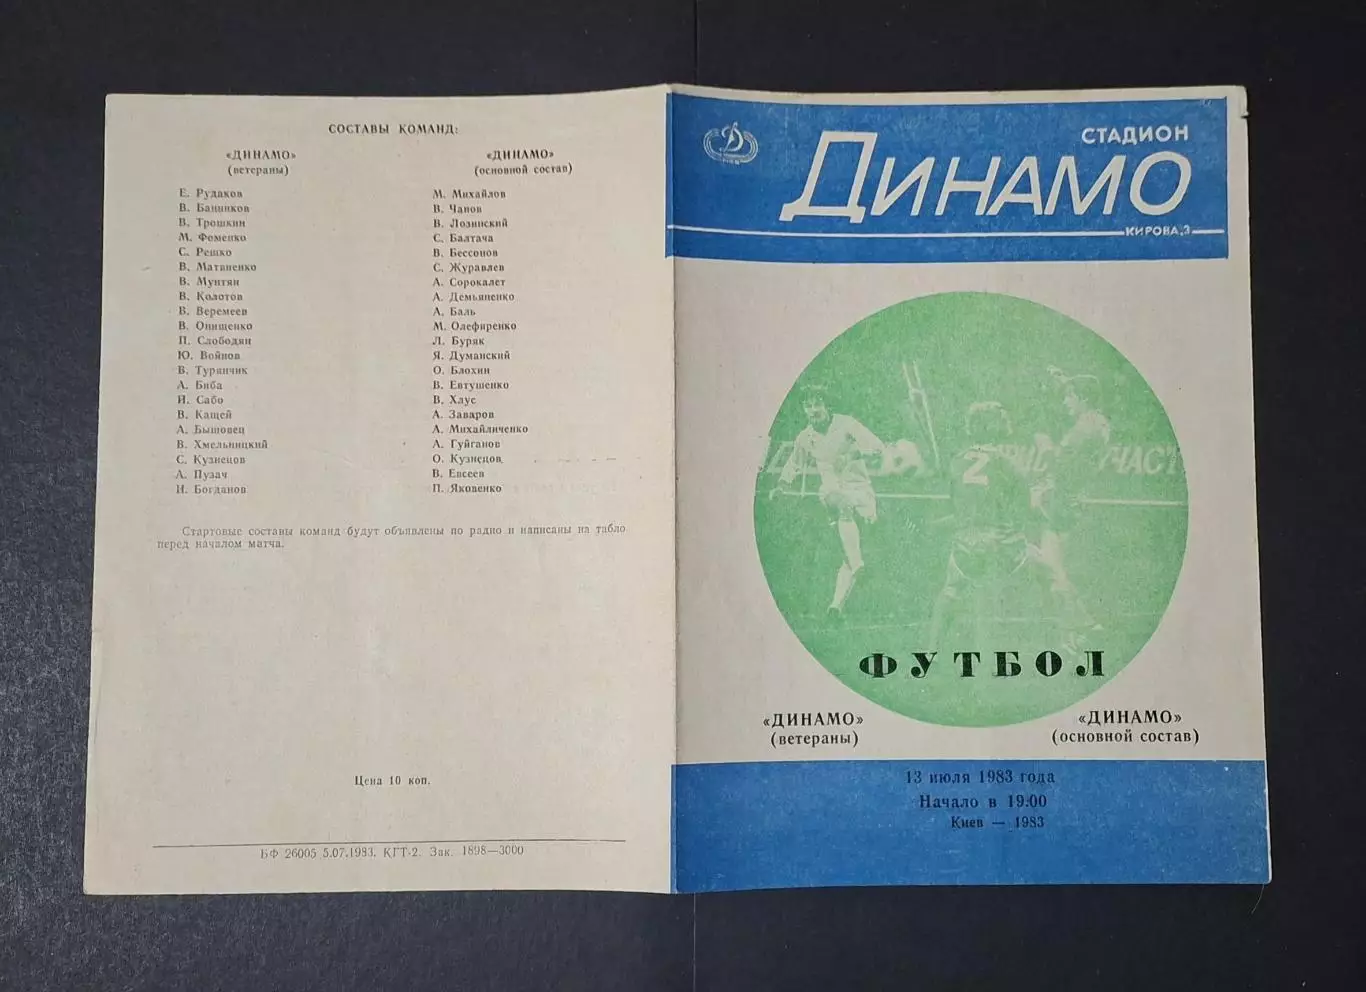 СОСТАВЫ КОМАНД:
«ДИНАМО»
(ветераны)
Е. Рудаков
В. Банников
В. Трошкин
М. Фоменко
С. Решко
В. Матвиенко
В. Мунтян
В. Колотов
В. Веремеев
В. Онищенко
П. Слободян
Ю. Войнов
В. Турянчик
А. Биба
Й. Сабо
В. Кащей
А. Бышовец
В. Хмельницкий
С. Кузнецов
А. Пузач
Н. Богданов
«ДИНАМО»
(основной состав)
М. Михайлов
В. Чанов
В. Лозинский
С. Балтача
В. Бессонов
С. Журавлев
А. Сорокалет
А. Демьяненко
А. Баль
М. Олефиренко
Л. Буряк
Я. Думанский
О. Блохин
В. Евтушенко
В. Хлус
А. Заваров
А. Михайличенко
А. Гуйганов
О. Кузнецов
В. Евсеев
П. Яковенко
Стартовые составы команд будут объявлены по радио и написаны на табло
перед началом матча.
Цена 10 коп.
БФ 26005 5.07.1983. КГТ-2. Зак. 1898—3000
СТАДИОН
ДИНАМО
КИРОВА,3
2
УЧАСТ
ФУТБОЛ
«ДИНАМО»
(ветераны)
«ДИНАМО»
(основной состав)
13 июля 1983 года
Начало в 19:00
Киев — 1983